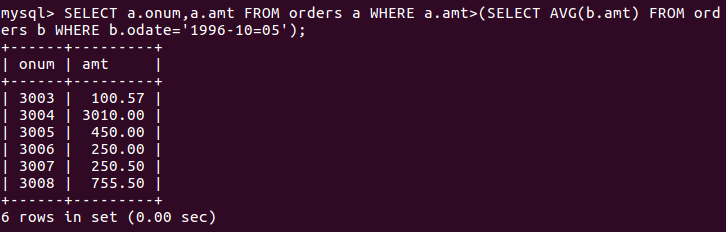 mysql> SELECT a.onum,a.amt FROM orders a WHERE a.amt>(SELECT AVG(b.amt) FROM ord
ers b WHERE b.odate='1996-10=05');
+------+---------+
| onum | amt     |
+------+---------+
| 3003 |  100.57 |
| 3004 | 3010.00 |
| 3005 |  450.00 |
| 3006 |  250.00 |
| 3007 |  250.50 |
| 3008 |  755.50 |
+------+---------+
6 rows in set (0.00 sec)